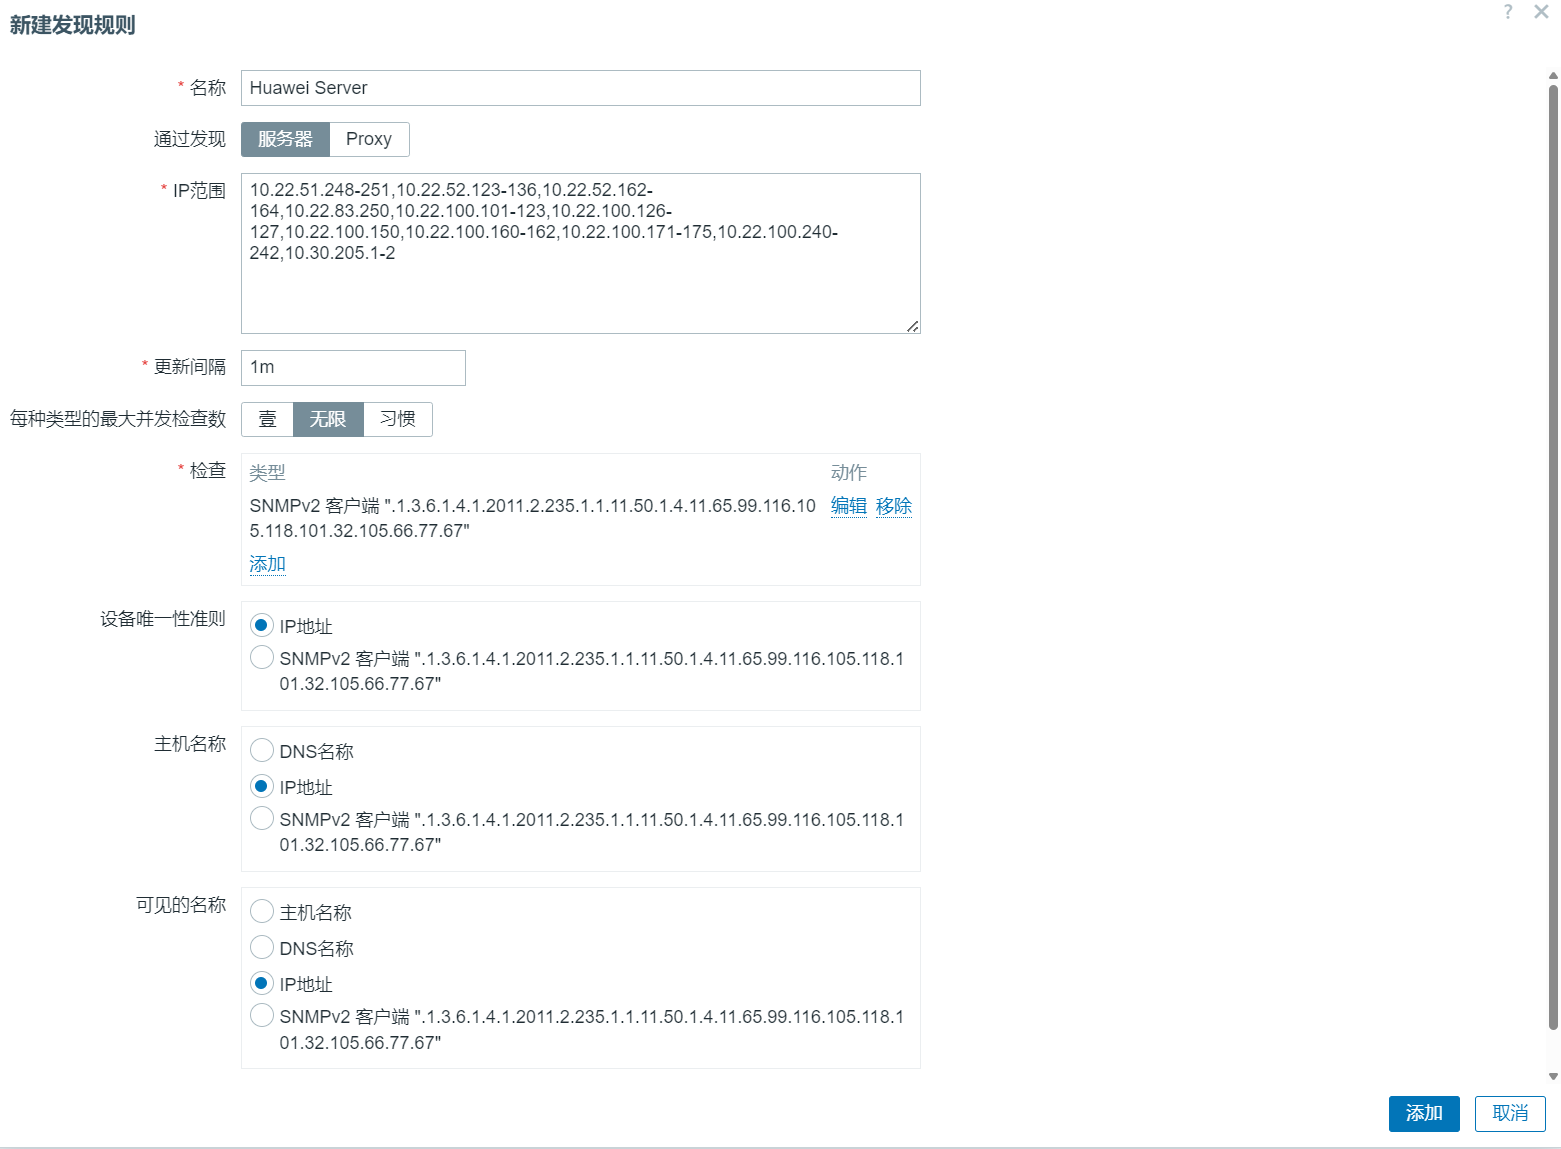 新建发现规则
?
* 名称 Huawei Server
通过发现 服务器 Proxy
* IP范围 10.22.51.248-251,10.22.52.123-136,10.22.52.162-
164,10.22.83.250,10.22.100.101-123,10.22.100.126-
127,10.22.100.150,10.22.100.160-162,10.22.100.171-175,10.22.100.240-
242,10.30.205.1-2
* 更新间隔 1m
每种类型的最大并发检查数 壹 无限 习惯
* 检查 类型 动作
SNMPv2 客户端 ".1.3.6.1.4.1.2011.2.235.1.1.11.50.1.4.11.65.99.116.10 编辑 移除
5.118.101.32.105.66.77.67"
添加
设备唯一性准则 IP地址
SNMPv2 客户端 ".1.3.6.1.4.1.2011.2.235.1.1.11.50.1.4.11.65.99.116.105.118.1
01.32.105.66.77.67"
主机名称 DNS名称
IP地址
SNMPv2 客户端 ".1.3.6.1.4.1.2011.2.235.1.1.11.50.1.4.11.65.99.116.105.118.1
01.32.105.66.77.67"
可见的名称 主机名称
DNS名称
IP地址
SNMPv2 客户端 ".1.3.6.1.4.1.2011.2.235.1.1.11.50.1.4.11.65.99.116.105.118.1
01.32.105.66.77.67"
添加 取消